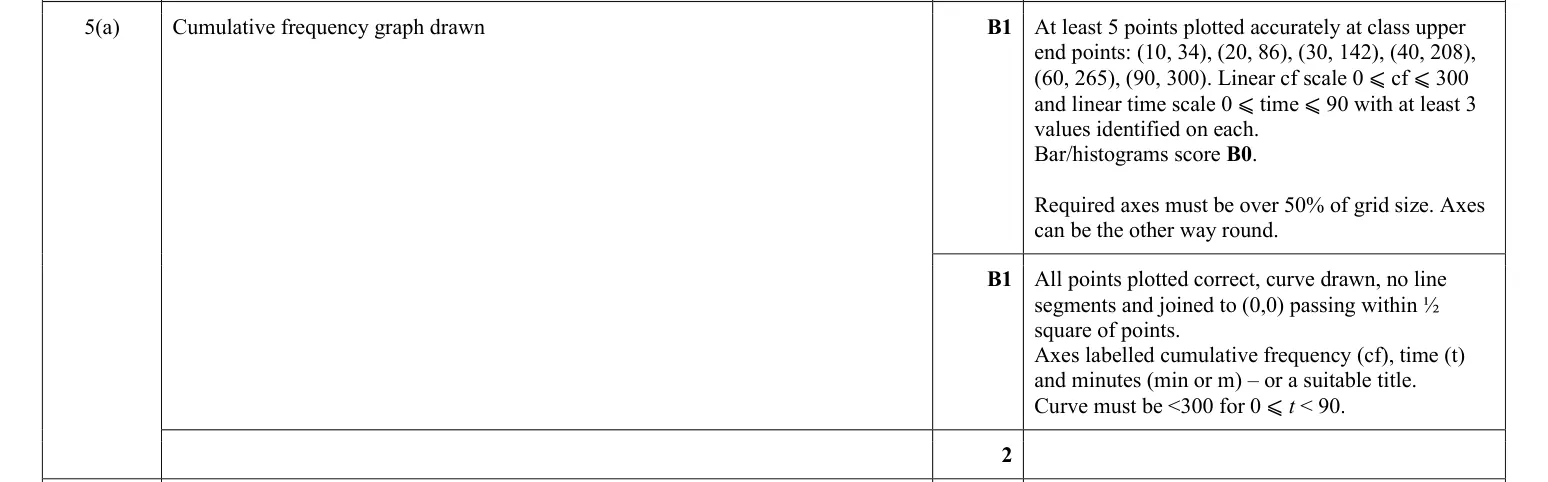 5(a) Cumulative frequency graph drawn B1 At least 5 points plotted accurately at class upper
end points: (10, 34), (20, 86), (30, 142), (40, 208),
(60, 265), (90, 300). Linear cf scale 0 ⩽ cf ⩽ 300
and linear time scale 0 ⩽ time ⩽ 90 with at least 3
values identified on each.
Bar/histograms score B0.
Required axes must be over 50% of grid size. Axes
can be the other way round.
B1 All points plotted correct, curve drawn, no line
segments and joined to (0,0) passing within ½
square of points.
Axes labelled cumulative frequency (cf), time (t)
and minutes (min or m) – or a suitable title.
Curve must be <300 for 0 ⩽ t < 90.
2